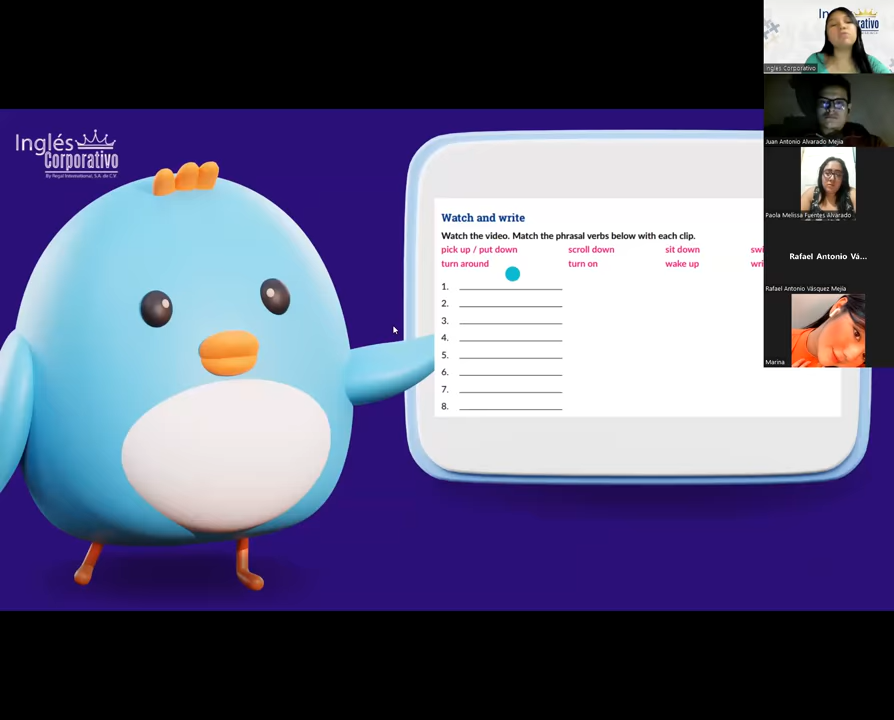 Inglés
Corporativo
By Regal International, S.A. de C.V.
Watch and write
Watch the video. Match the phrasal verbs below with each clip.
pick up / put down scroll down sit down
turn around turn on wake up
1.
2.
3.
4.
5.
6.
7.
8.
Inglés Corporativo
Juan Antonio Alvarado Mejia
Paola Melissa Fuentes Alvarado
Rafael Antonio Vá...
Rafael Antonio Vásquez Mejía
Marina